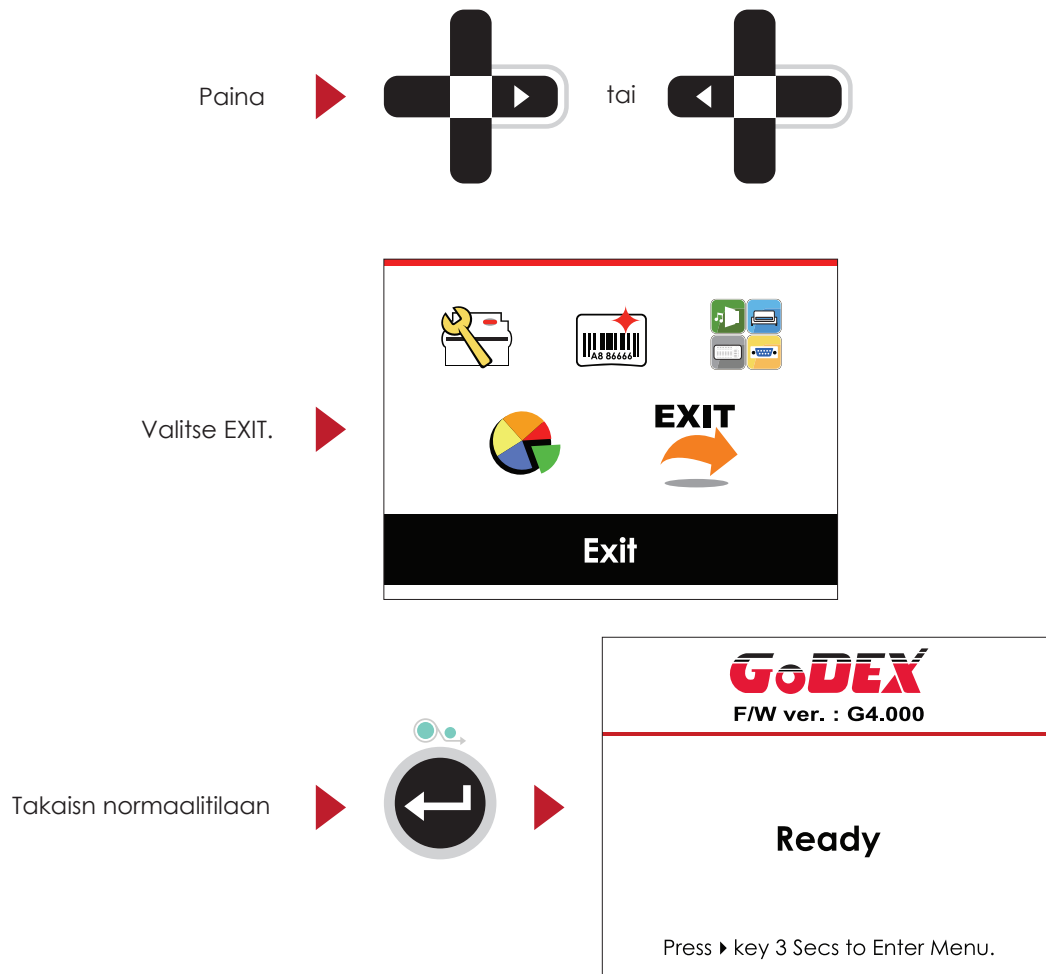 Paina
tai
A8 86666
EXIT
Valitse EXIT.
Exit
GoDEX
F/W ver. : G4.000
Takaisn normaalitilaan
Ready
Press key 3 Secs to Enter Menu.